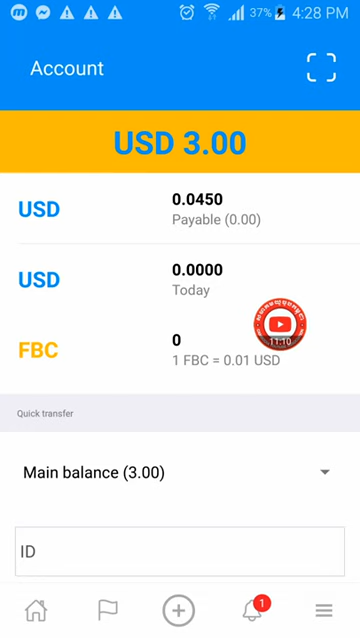 37% 4:28 PM
Account
USD 3.00
USD 0.0450
Payable (0.00)
USD 0.0000
Today
FBC 0
1 FBC = 0.01 USD
11:10
Quick transfer
Main balance (3.00)
ID
1